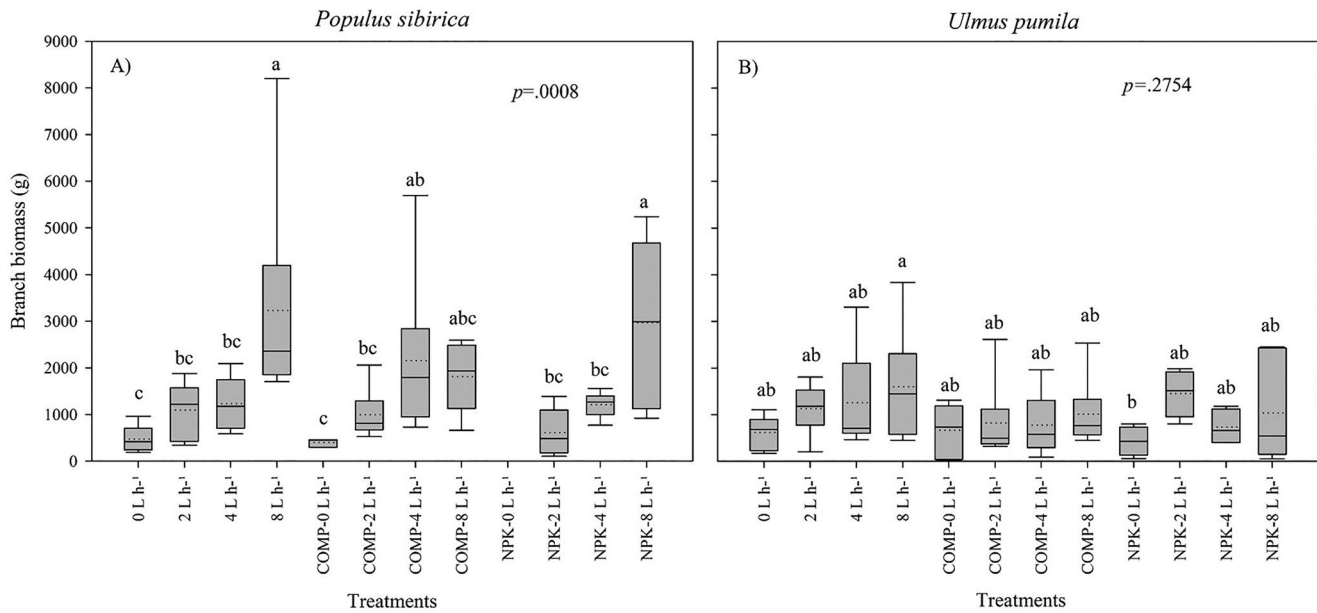 Populus sibirica
Ulmus pumila
A)
p=.0008
B)
p=.2754
Branch biomass (g)
9000
8000
7000
6000
5000
4000
3000
2000
1000
0
c
bc
bc
a
c
bc
ab
abc
bc
bc
a
ab
ab
ab
a
ab
ab
ab
ab
b
ab
ab
ab
0 L h⁻¹
2 L h⁻¹
4 L h⁻¹
8 L h⁻¹
COMP-0 L h⁻¹
COMP-2 L h⁻¹
COMP-4 L h⁻¹
COMP-8 L h⁻¹
NPK-0 L h⁻¹
NPK-2 L h⁻¹
NPK-4 L h⁻¹
NPK-8 L h⁻¹
0 L h⁻¹
2 L h⁻¹
4 L h⁻¹
8 L h⁻¹
COMP-0 L h⁻¹
COMP-2 L h⁻¹
COMP-4 L h⁻¹
COMP-8 L h⁻¹
NPK-0 L h⁻¹
NPK-2 L h⁻¹
NPK-4 L h⁻¹
NPK-8 L h⁻¹
Treatments
Treatments